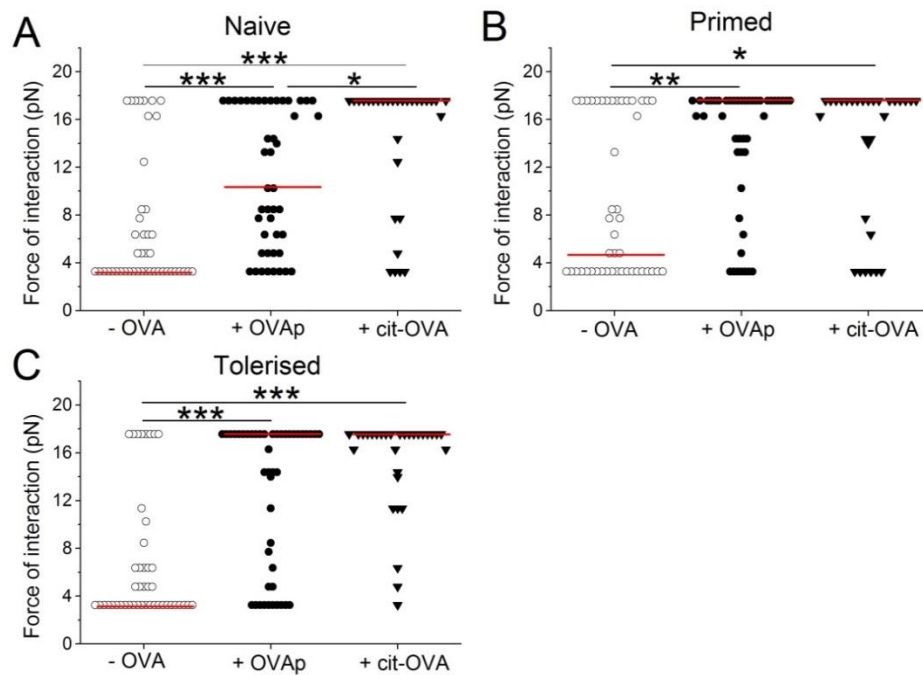 A
Naive
***
***
*
Force of interaction (pN)
20
16
12
8
4
0
- OVA
+ OVAp
+ cit-OVA
B
Primed
*
**
Force of interaction (pN)
20
16
12
8
4
0
- OVA
+ OVAp
+ cit-OVA
C
Tolerised
***
***
Force of interaction (pN)
20
16
12
8
4
0
- OVA
+ OVAp
+ cit-OVA